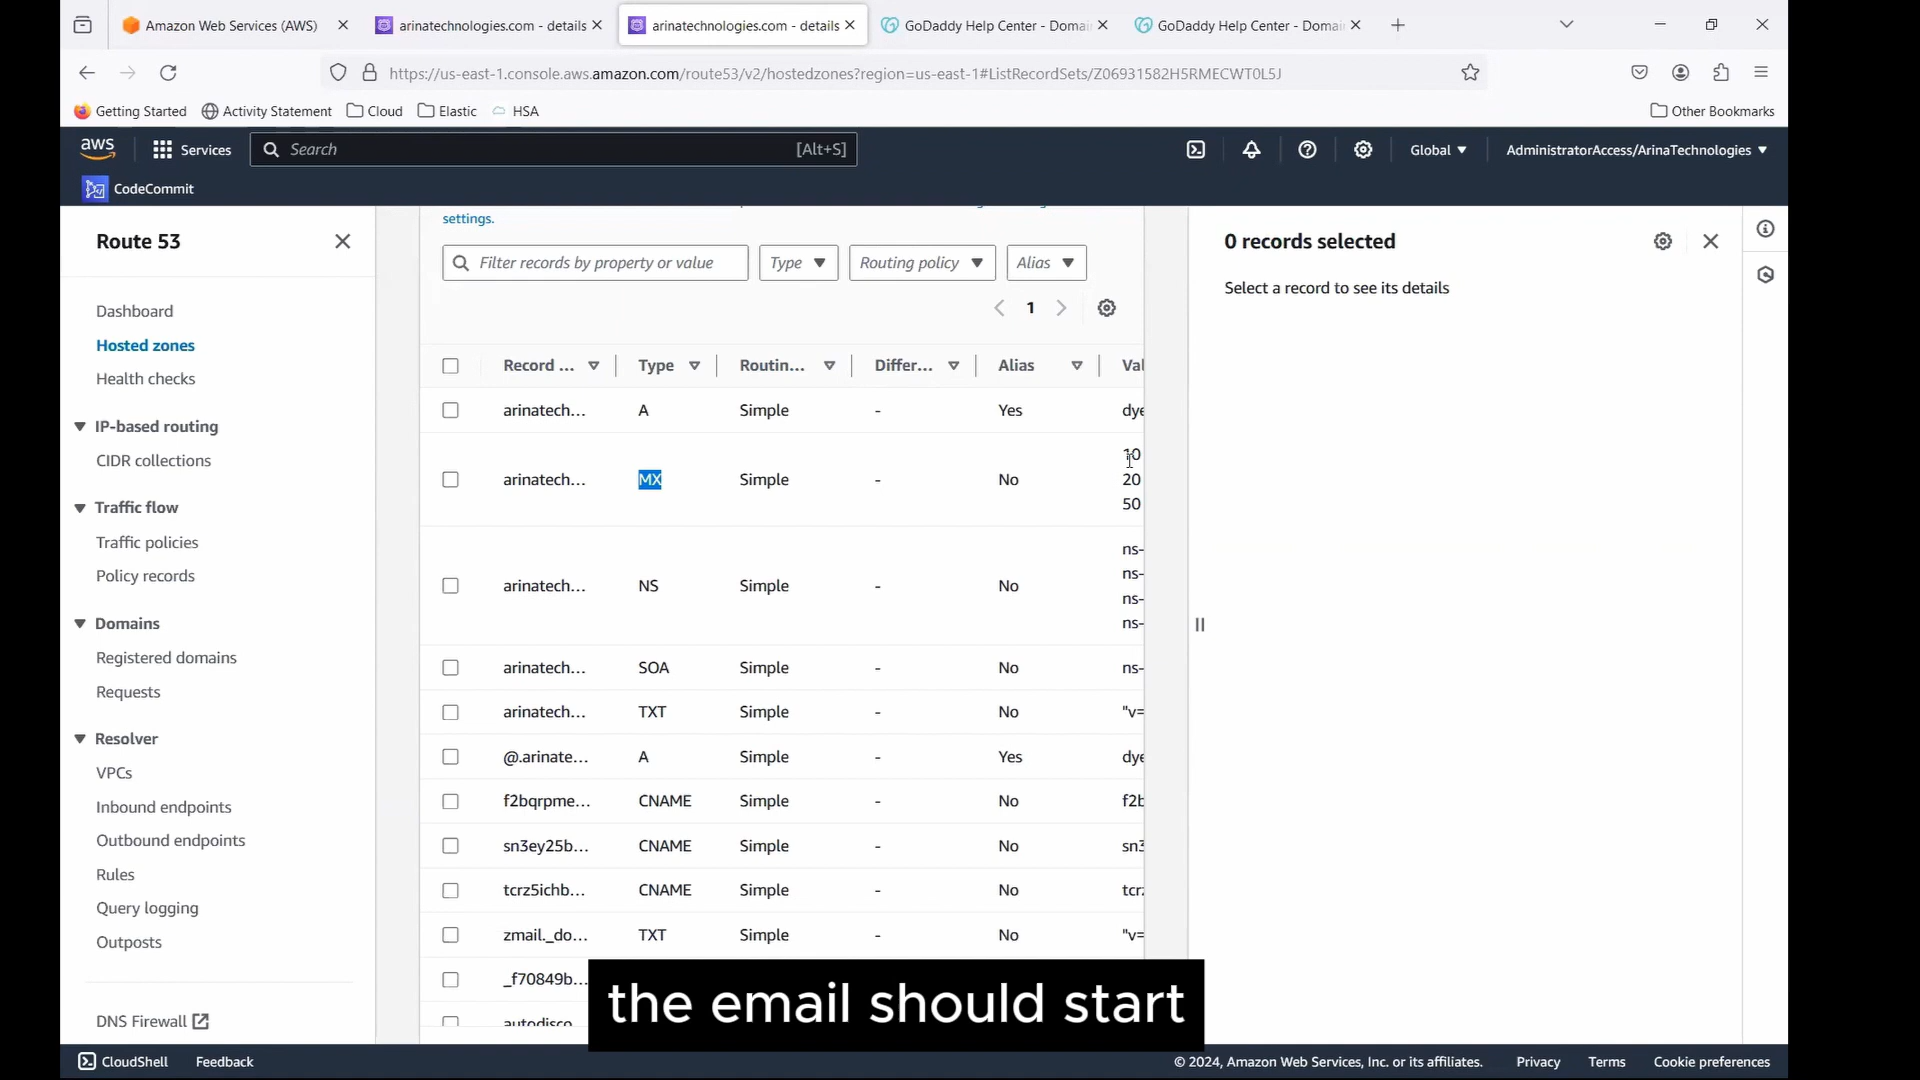 Amazon Web Services (AWS)
arinatechnologies.com - details
arinatechnologies.com - details
GoDaddy Help Center - Domai
GoDaddy Help Center - Domai
https://us-east-1.console.aws.amazon.com/route53/v2/hostedzones?region=us-east-1#ListRecordSets/Z06931582H5RMECWT0L5J
Getting Started
Activity Statement
Cloud
Elastic
HSA
Other Bookmarks
aws
Services
Search
[Alt+S]
Global
AdministratorAccess/ArinaTechnologies
CodeCommit
Route 53
Dashboard
Hosted zones
Health checks
IP-based routing
CIDR collections
Traffic flow
Traffic policies
Policy records
Domains
Registered domains
Requests
Resolver
VPCs
Inbound endpoints
Outbound endpoints
Rules
Query logging
Outposts
DNS Firewall
settings.
Filter records by property or value
Type
Routing policy
Alias
1
Record ... Type Routin... Differ... Alias Val
arinatech... A Simple - Yes dye
arinatech... MX Simple - No 10
20
50
arinatech... NS Simple - No ns-
ns-
ns-
ns-
arinatech... SOA Simple - No ns-
arinatech... TXT Simple - No "v=
@.arinate... A Simple - Yes dye
f2bqrpme... CNAME Simple - No f2b
sn3ey25b... CNAME Simple - No sn3
tcrz5ichb... CNAME Simple - No tcrz
zmail._do... TXT Simple - No "v=
_f70849b...
autodisco
0 records selected
Select a record to see its details
the email should start
CloudShell
Feedback
© 2024, Amazon Web Services, Inc. or its affiliates.
Privacy
Terms
Cookie preferences